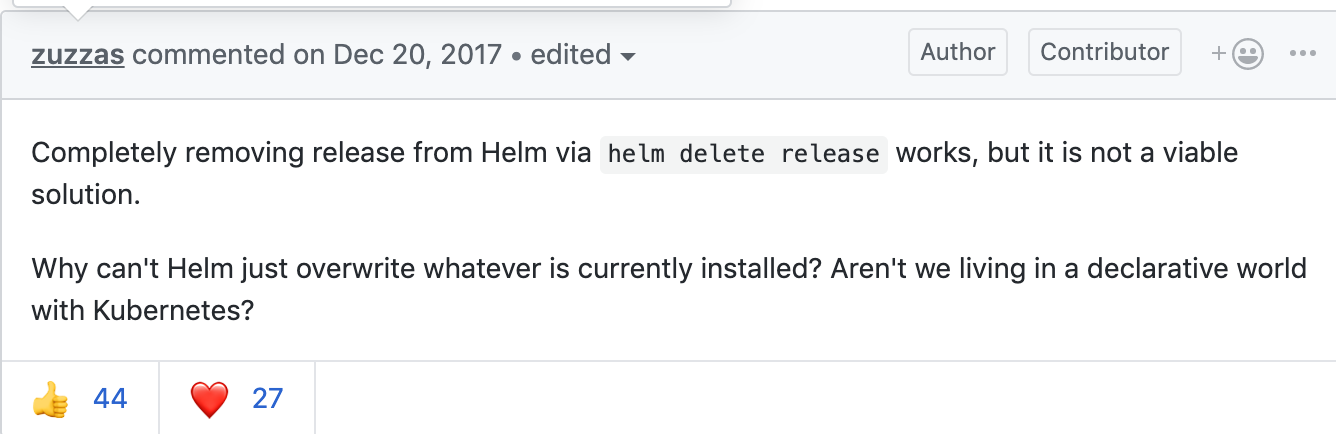 zuzzas commented on Dec 20, 2017 • edited
Author
Contributor
Completely removing release from Helm via helm delete release works, but it is not a viable
solution.
Why can't Helm just overwrite whatever is currently installed? Aren't we living in a declarative world
with Kubernetes?
44
27